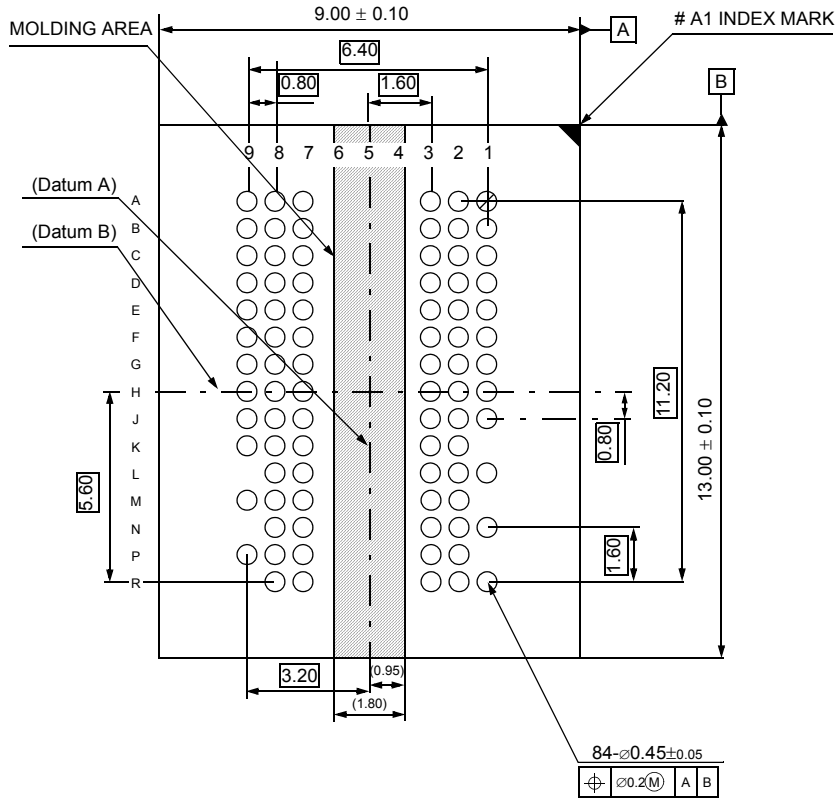 9.00 ± 0.10
MOLDING AREA
# A1 INDEX MARK
A
6.40
0.80
1.60
B
9 8 7 6 5 4 3 2 1
(Datum A)
A
B
(Datum B)
C
D
E
F
G
H
J
K
L
M
N
P
R
5.60
11.20
0.80
13.00 ± 0.10
1.60
3.20
(0.95)
(1.80)
84-∅0.45±0.05
⌖ ∅0.2Ⓜ A B